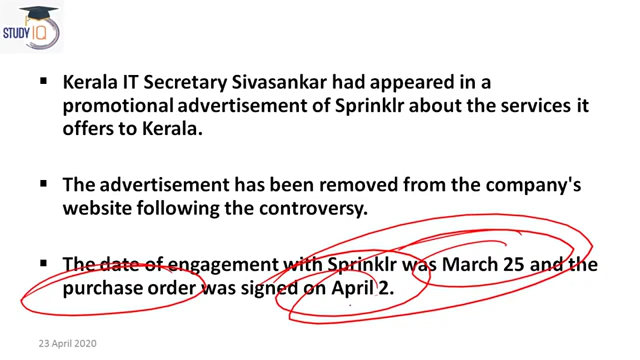 STUDY IQ
▪ Kerala IT Secretary Sivasankar had appeared in a
promotional advertisement of Sprinklr about the services it
offers to Kerala.
▪ The advertisement has been removed from the company's
website following the controversy.
▪ The date of engagement with Sprinklr was March 25 and the
purchase order was signed on April 2.
23 April 2020